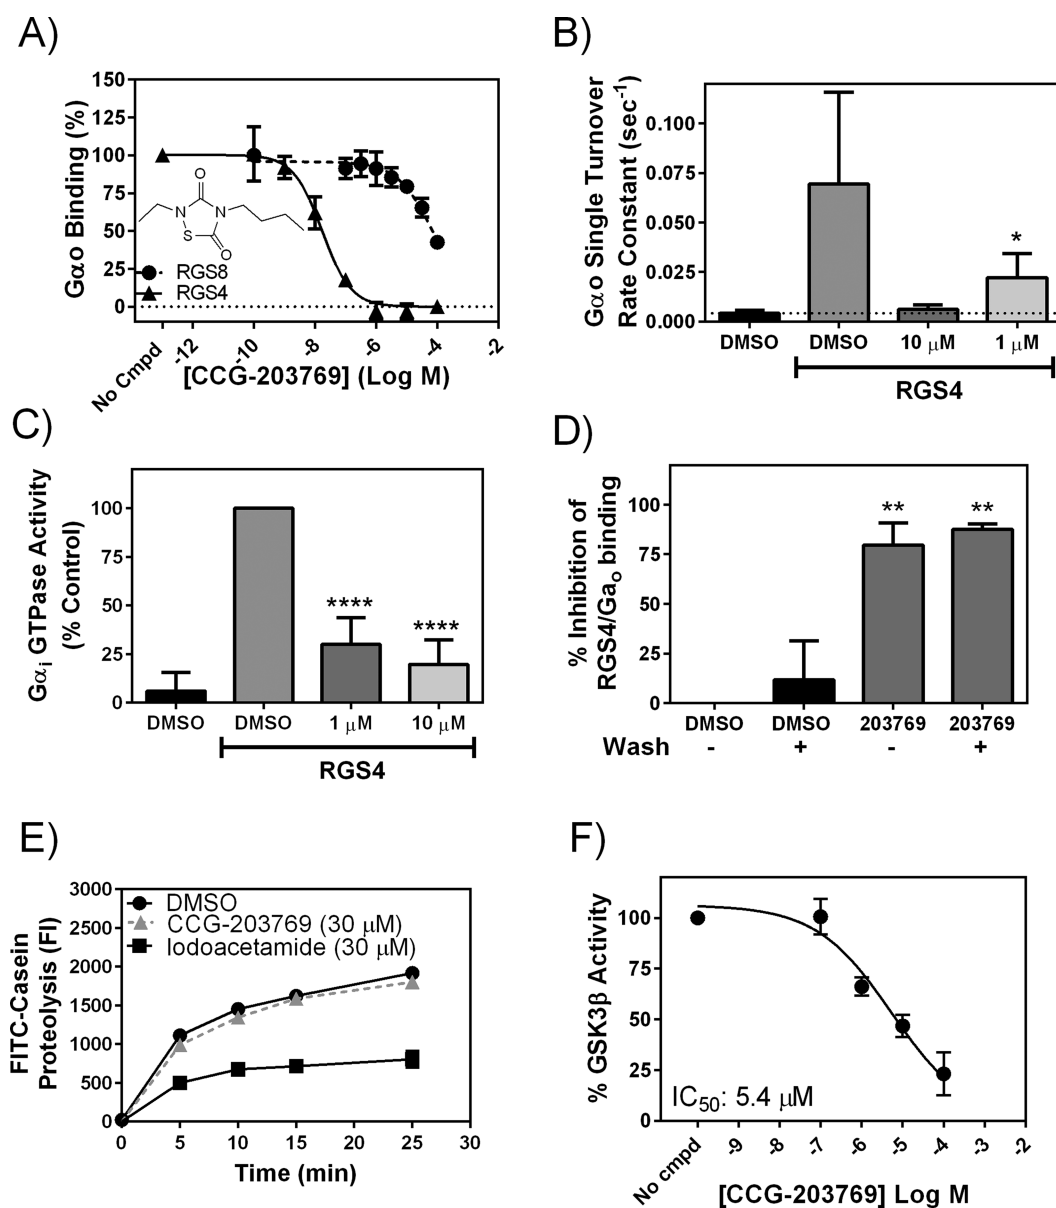 A)
Gαo Binding (%)
150
125
100
75
50
25
0
O
N
N
S
O
RGS8
RGS4
No Cmpd
-12
-10
-8
-6
-4
-2
[CCG-203769] (Log M)
B)
Gαo Single Turnover
Rate Constant (sec-1)
0.100
0.075
0.050
0.025
0.000
*
DMSO
DMSO
10 μM
1 μM
RGS4
C)
Gαi GTPase Activity
(% Control)
100
75
50
25
0
****
****
DMSO
DMSO
1 μM
10 μM
RGS4
D)
% Inhibition of
RGS4/Gao binding
100
75
50
25
0
**
**
DMSO
DMSO
203769
203769
Wash - + - +
E)
FITC-Casein
Proteolysis (FI)
3000
2500
2000
1500
1000
500
0
DMSO
CCG-203769 (30 μM)
Iodoacetamide (30 μM)
0 5 10 15 20 25 30
Time (min)
F)
% GSK3β Activity
100
75
50
25
0
IC50: 5.4 μM
No cmpd
-9
-8
-7
-6
-5
-4
-3
-2
[CCG-203769] Log M